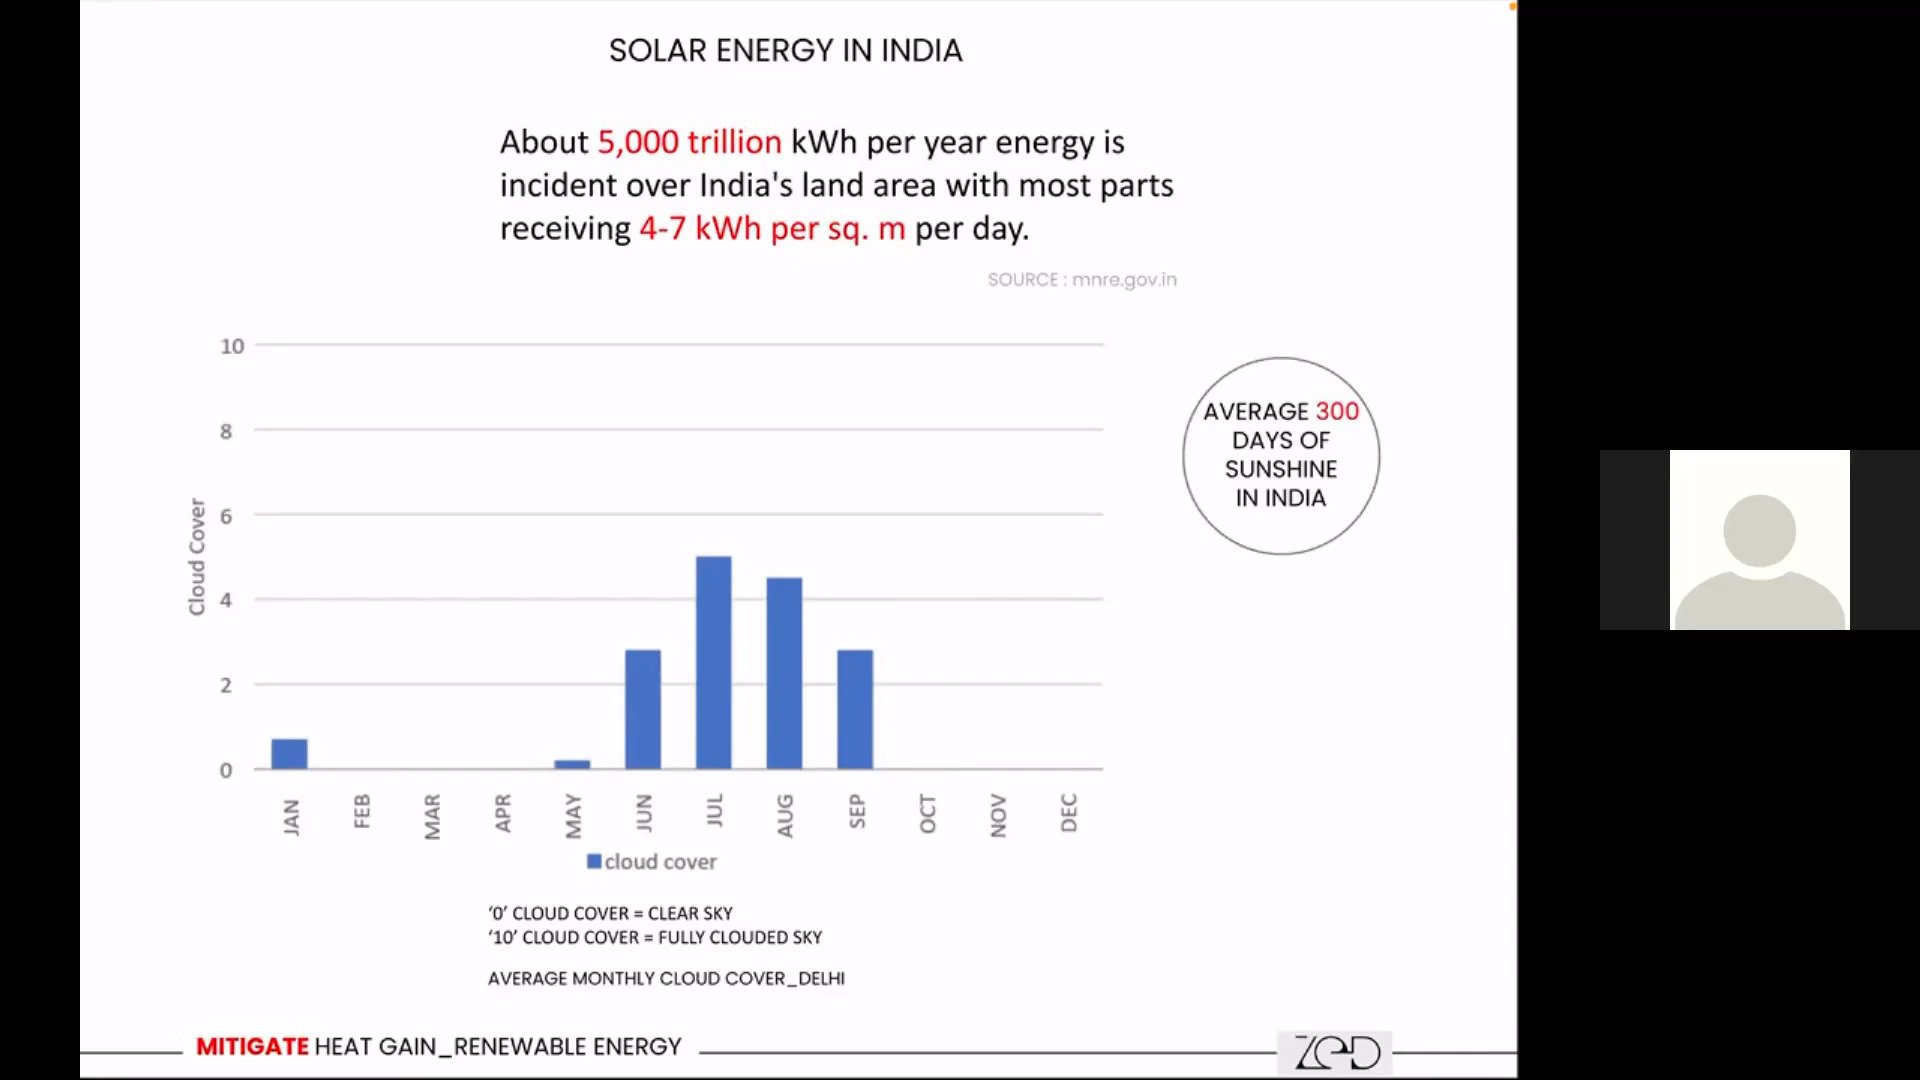 SOLAR ENERGY IN INDIA
About 5,000 trillion kWh per year energy is
incident over India's land area with most parts
receiving 4-7 kWh per sq. m per day.
SOURCE : mnre.gov.in
10
8
6
4
2
0
Cloud Cover
JAN
FEB
MAR
APR
MAY
JUN
JUL
AUG
SEP
OCT
NOV
DEC
cloud cover
AVERAGE 300
DAYS OF
SUNSHINE
IN INDIA
‘0’ CLOUD COVER = CLEAR SKY
‘10’ CLOUD COVER = FULLY CLOUDED SKY
AVERAGE MONTHLY CLOUD COVER_DELHI
MITIGATE HEAT GAIN_RENEWABLE ENERGY
ZED